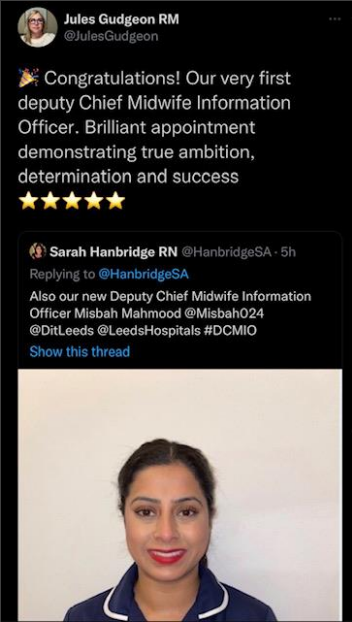 Jules Gudgeon RM
@JulesGudgeon
🎉 Congratulations! Our very first
deputy Chief Midwife Information
Officer. Brilliant appointment
demonstrating true ambition,
determination and success
⭐⭐⭐⭐⭐
Sarah Hanbridge RN @HanbridgeSA · 5h
Replying to @HanbridgeSA
Also our new Deputy Chief Midwife Information
Officer Misbah Mahmood @Misbah024
@DitLeeds @LeedsHospitals #DCMIO
Show this thread